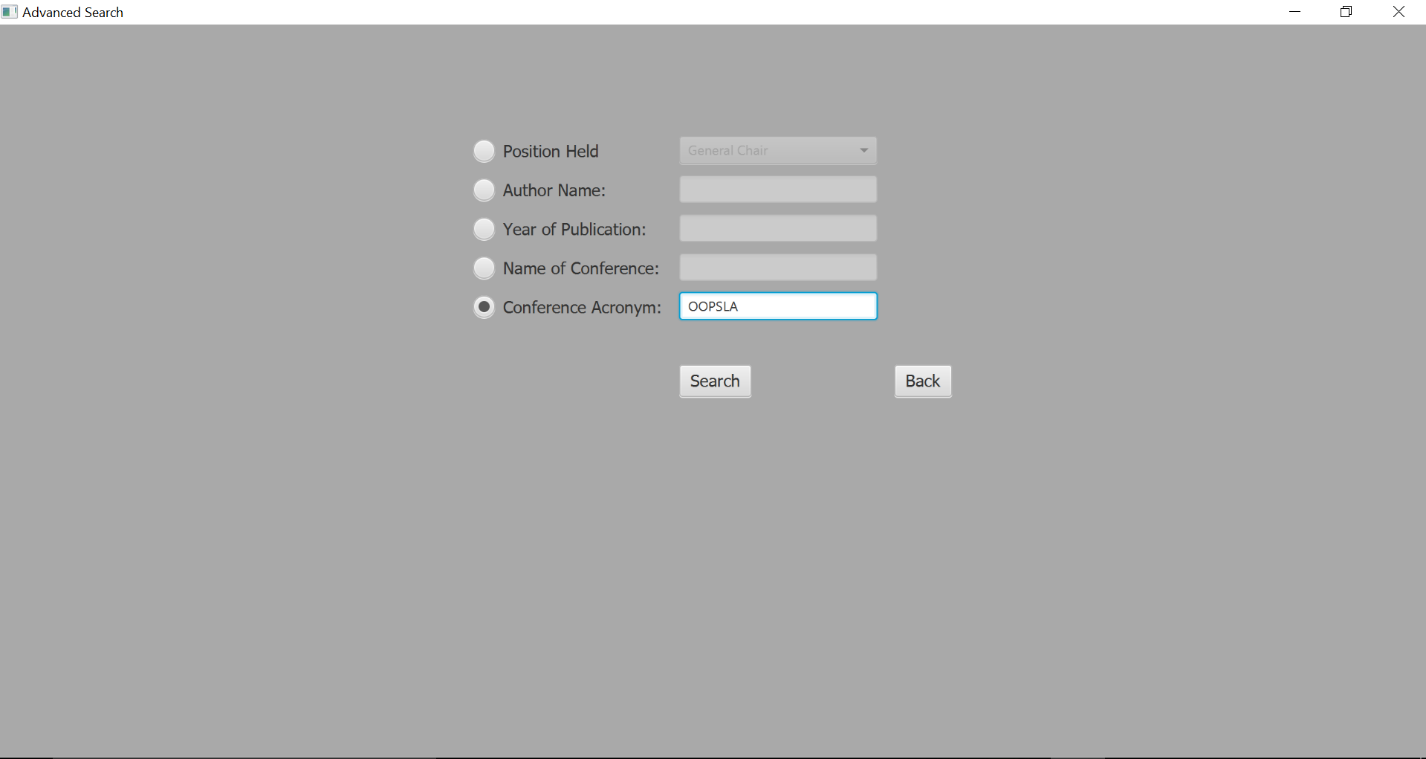 Advanced Search
Position Held General Chair
Author Name:
Year of Publication:
Name of Conference:
Conference Acronym: OOPSLA
Search Back